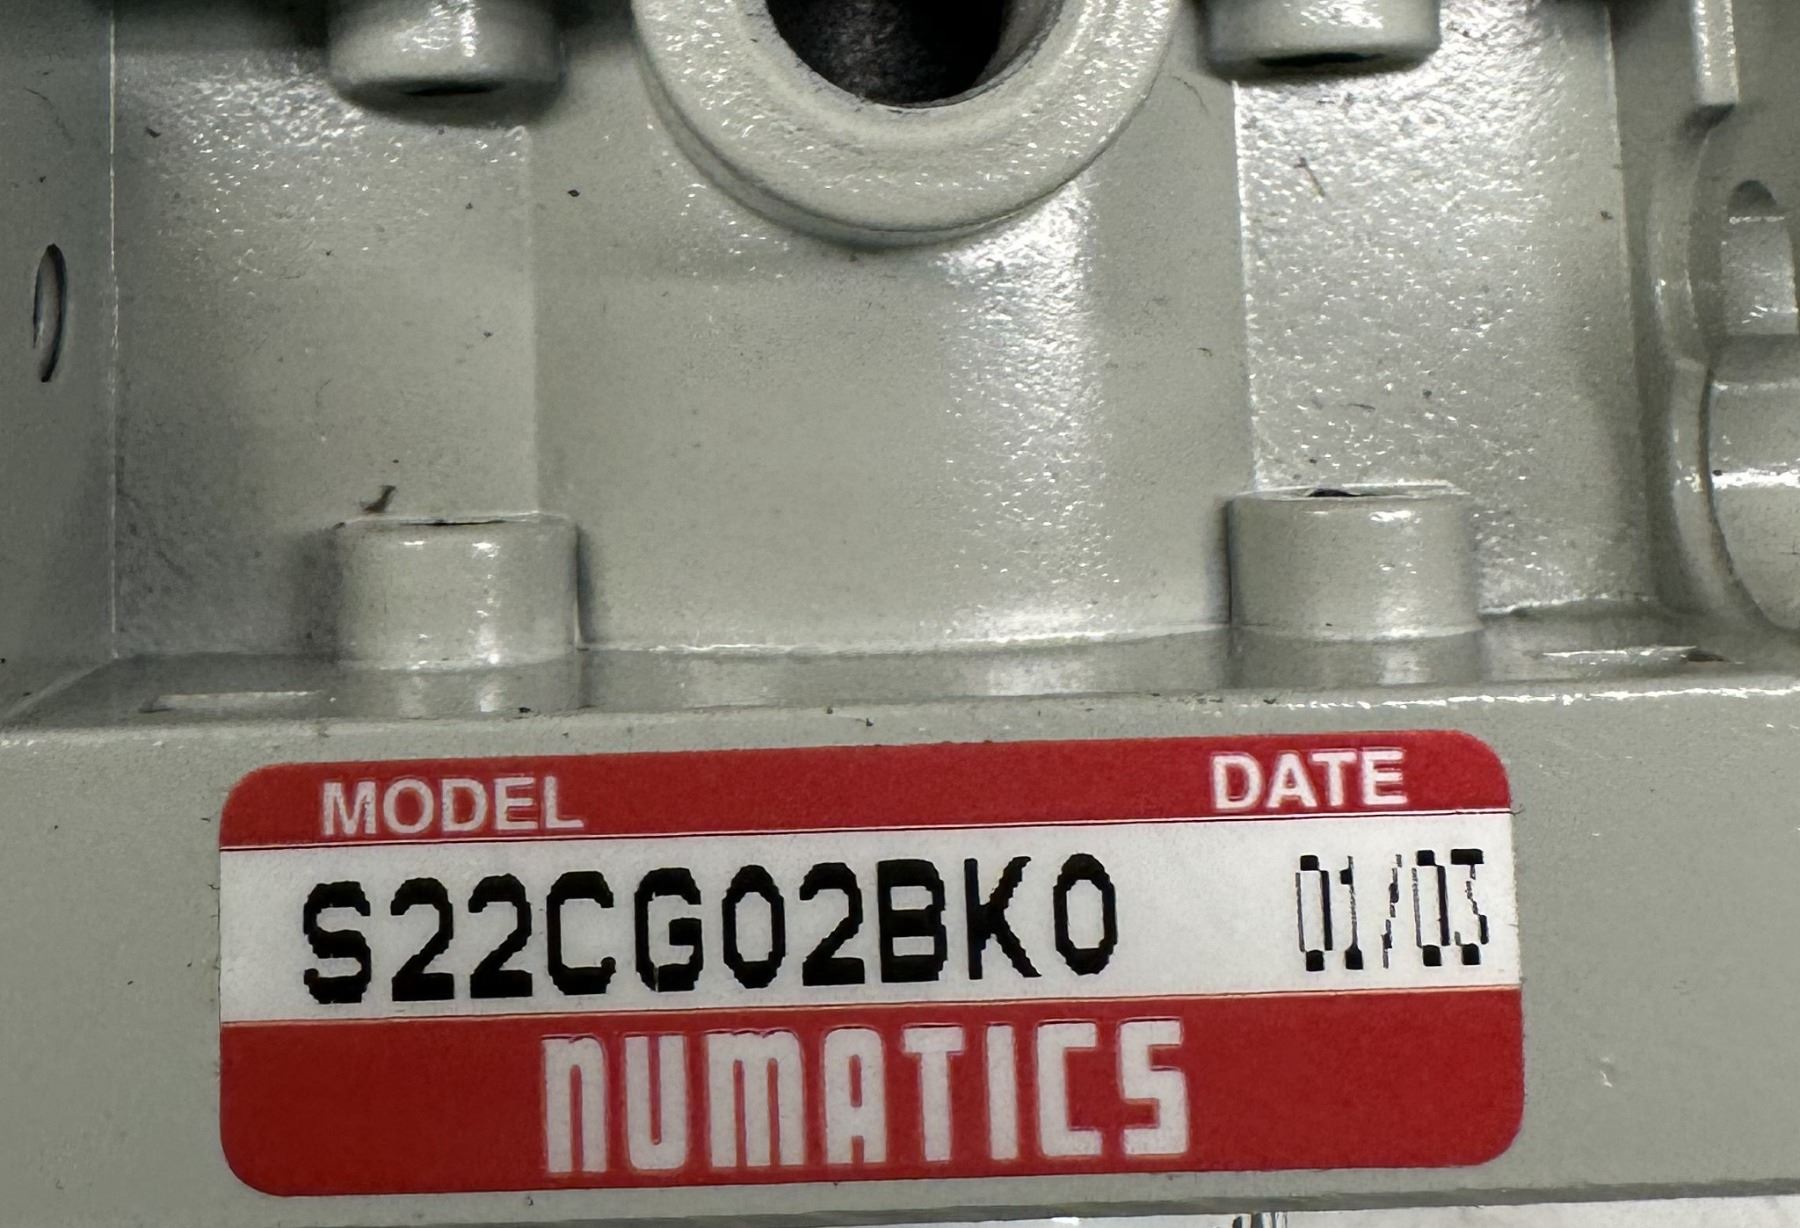 MODEL DATE
S22CG02BK0 01/03
NUMATICS